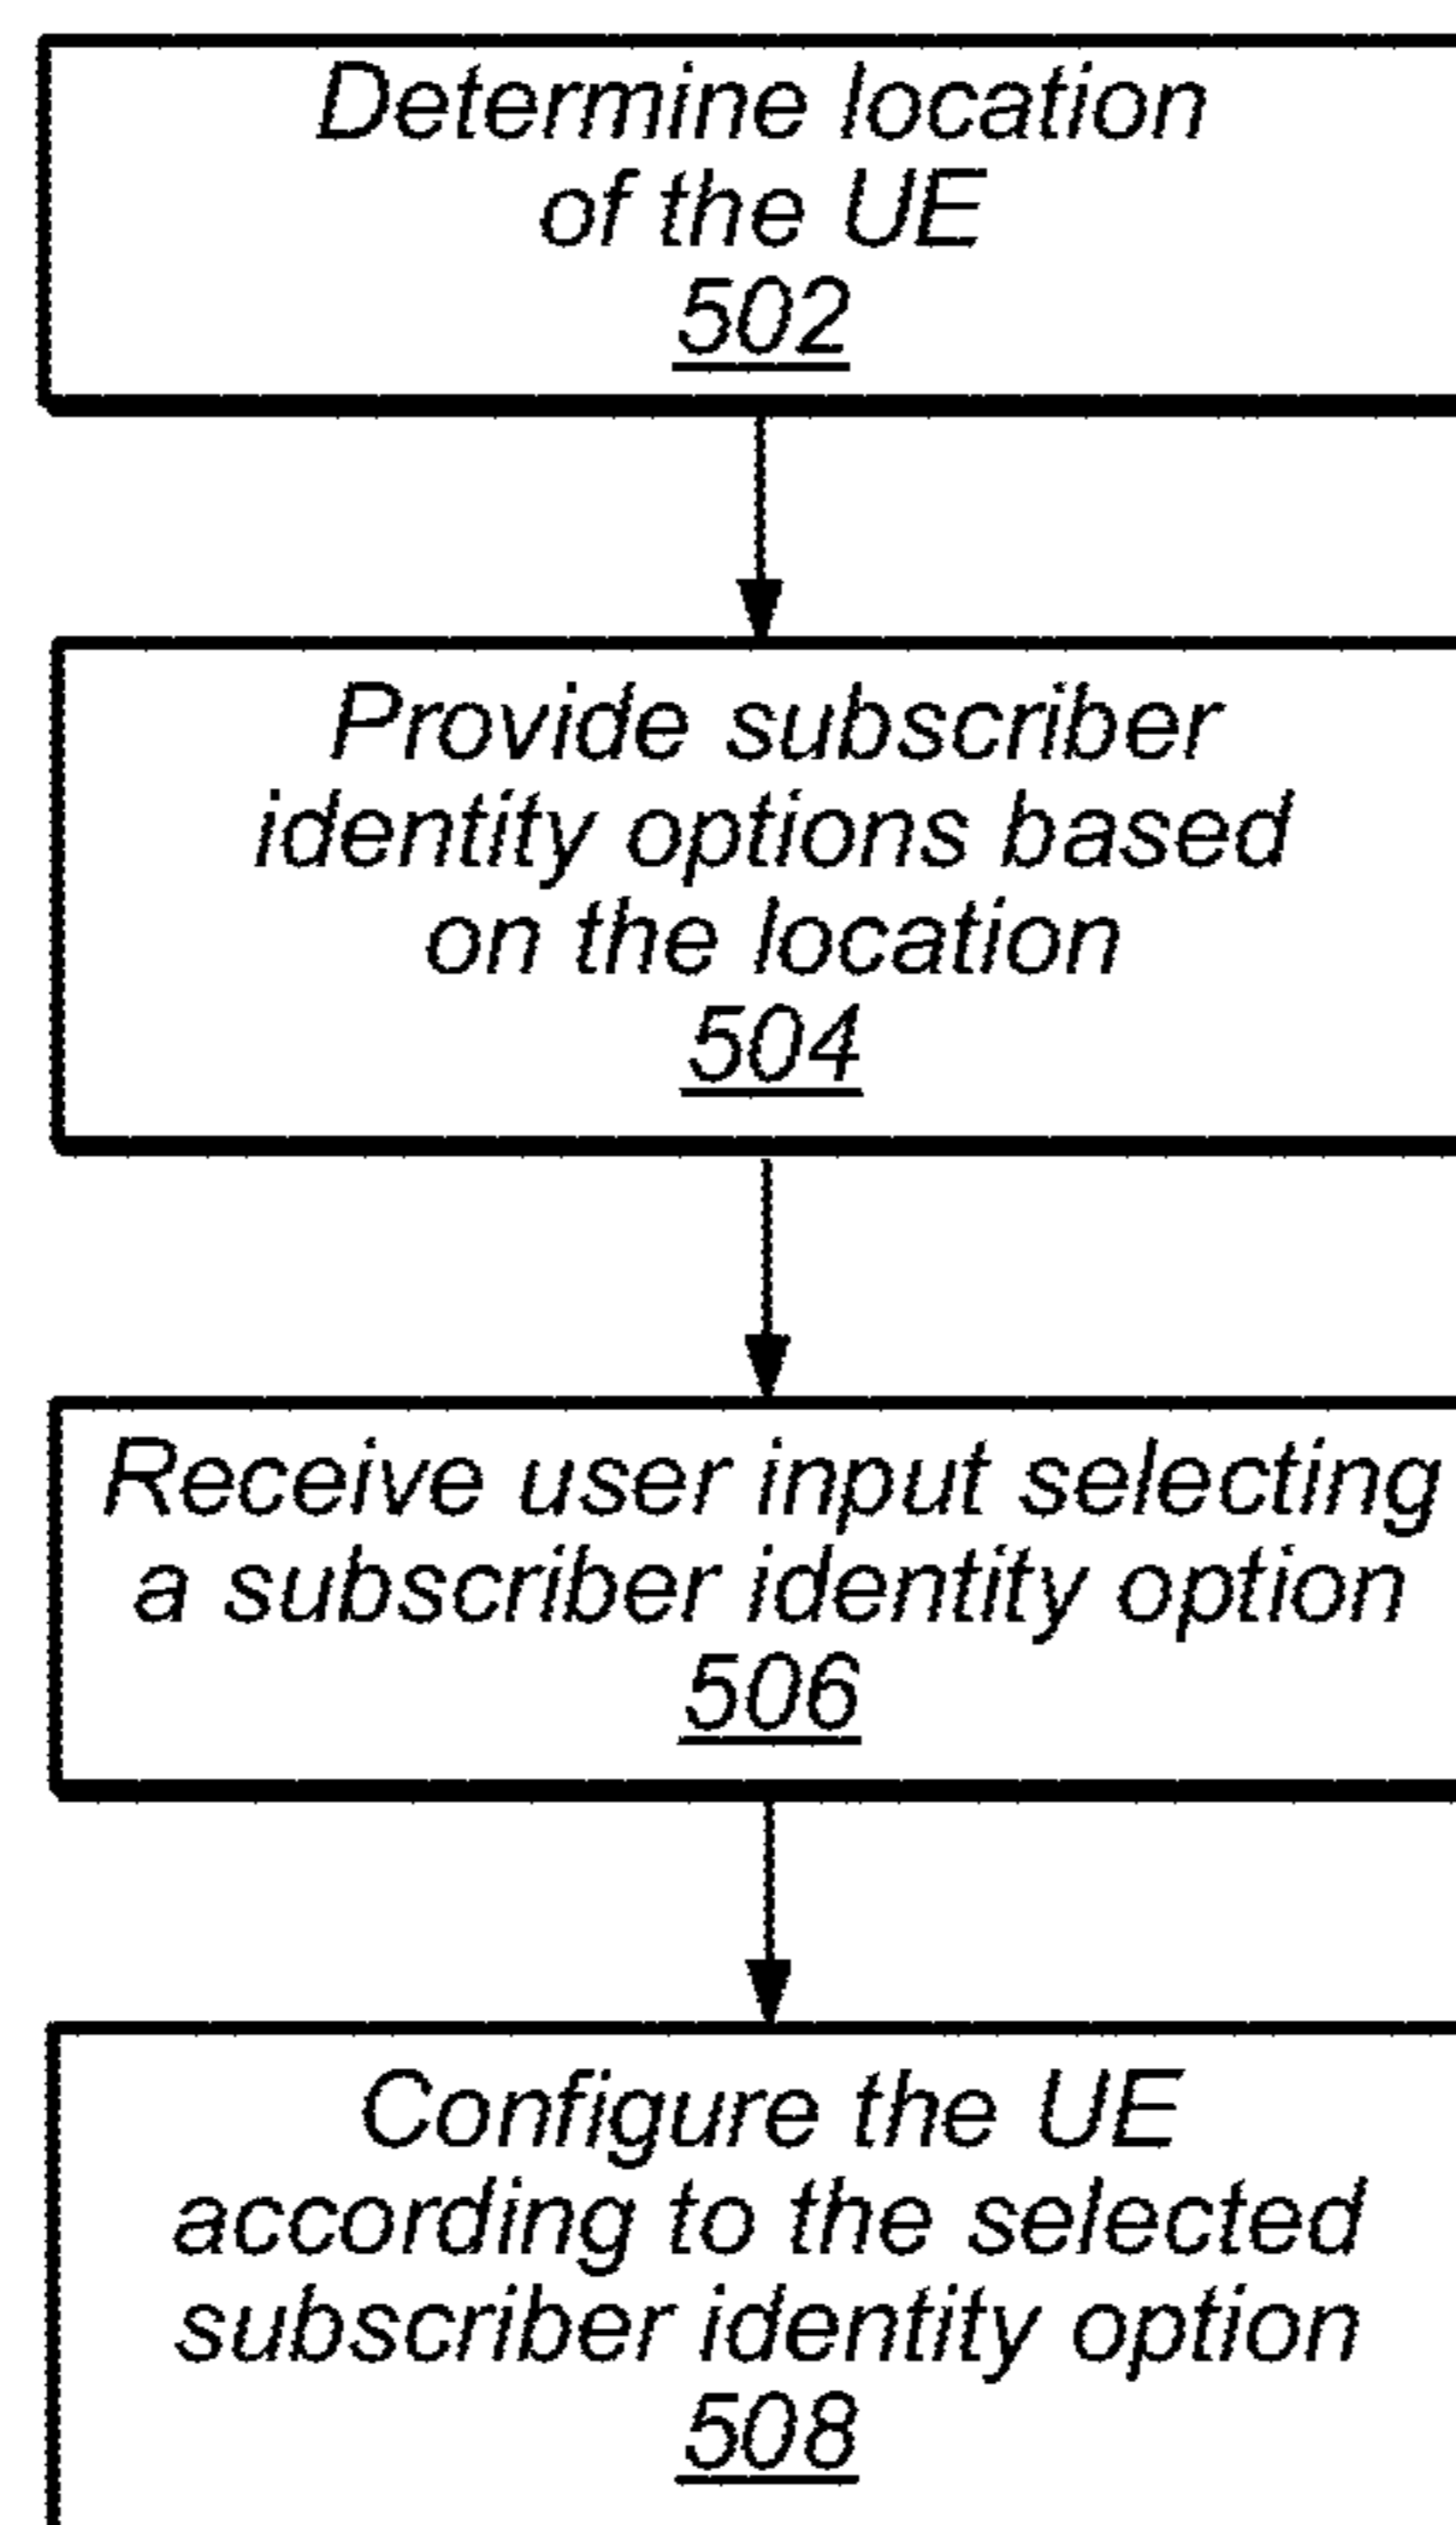 Determine location
of the UE
502
Provide subscriber
identity options based
on the location
504
Receive user input selecting
a subscriber identity option
506
Configure the UE
according to the selected
subscriber identity option
508